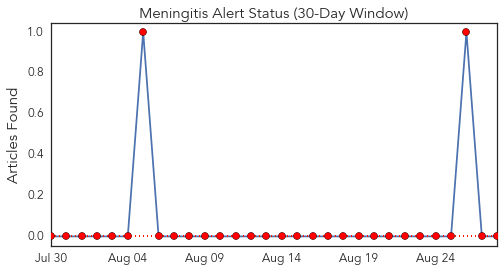 Meningitis Alert Status (30-Day Window)
Articles Found
1.0
0.8
0.6
0.4
0.2
0.0
Jul 30 Aug 04 Aug 09 Aug 14 Aug 19 Aug 24